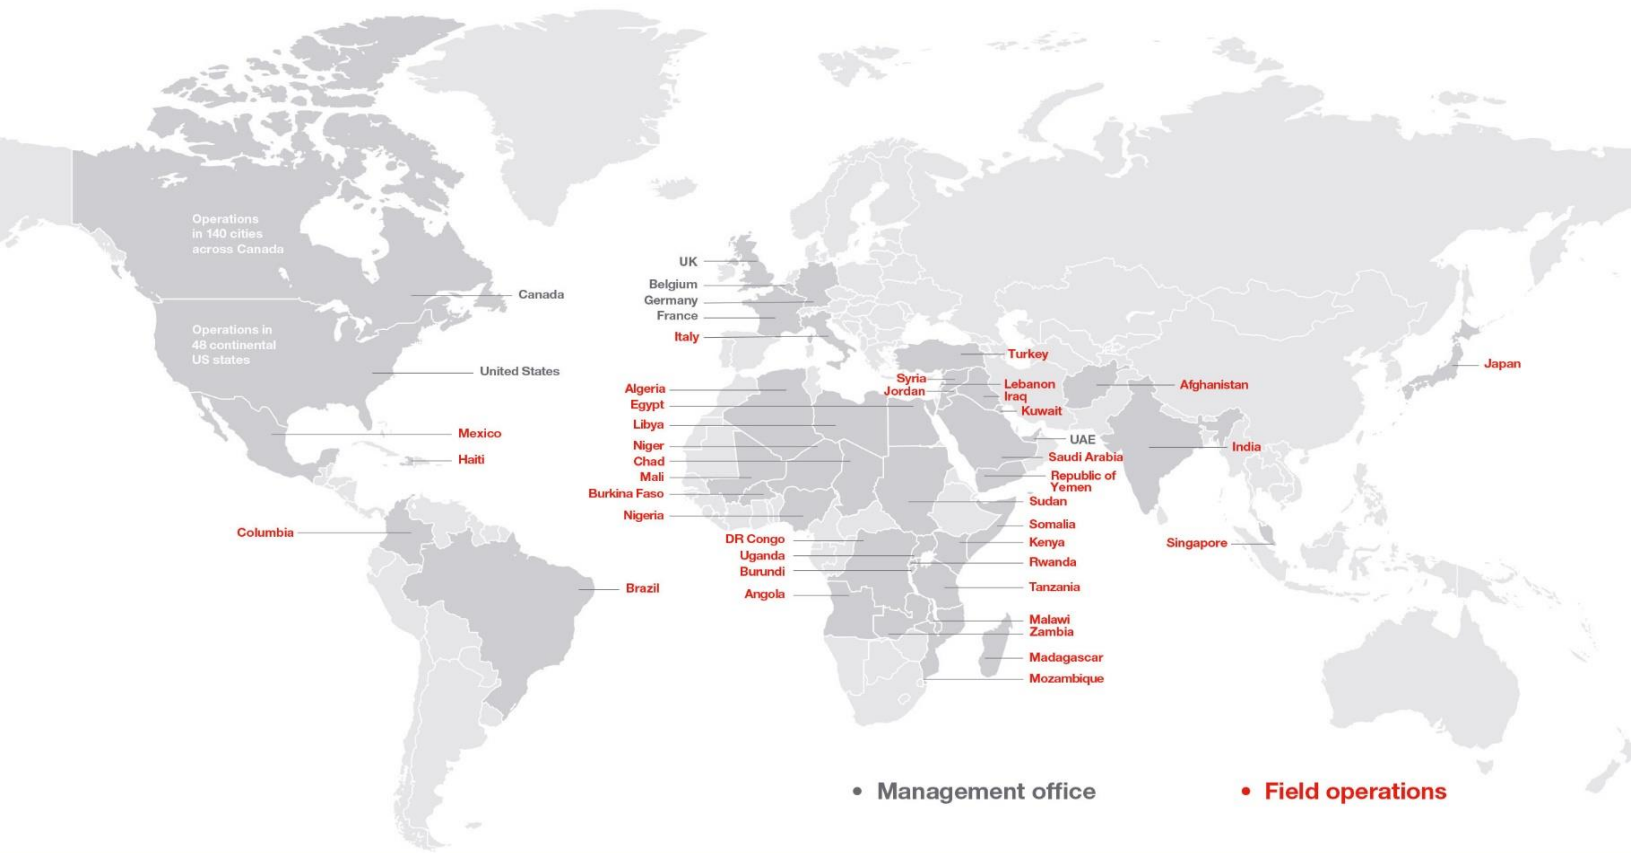 Operations
in 140 cities
across Canada
Canada
Operations in
48 continental
US states
United States
Mexico
Haiti
Columbia
Brazil
UK
Belgium
Germany
France
Italy
Algeria
Egypt
Libya
Niger
Chad
Mali
Burkina Faso
Nigeria
DR Congo
Uganda
Burundi
Angola
Turkey
Syria
Jordan
Lebanon
Iraq
Kuwait
UAE
Saudi Arabia
Republic of
Yemen
Sudan
Somalia
Kenya
Rwanda
Tanzania
Malawi
Zambia
Madagascar
Mozambique
Afghanistan
India
Singapore
Japan
• Management office
• Field operations